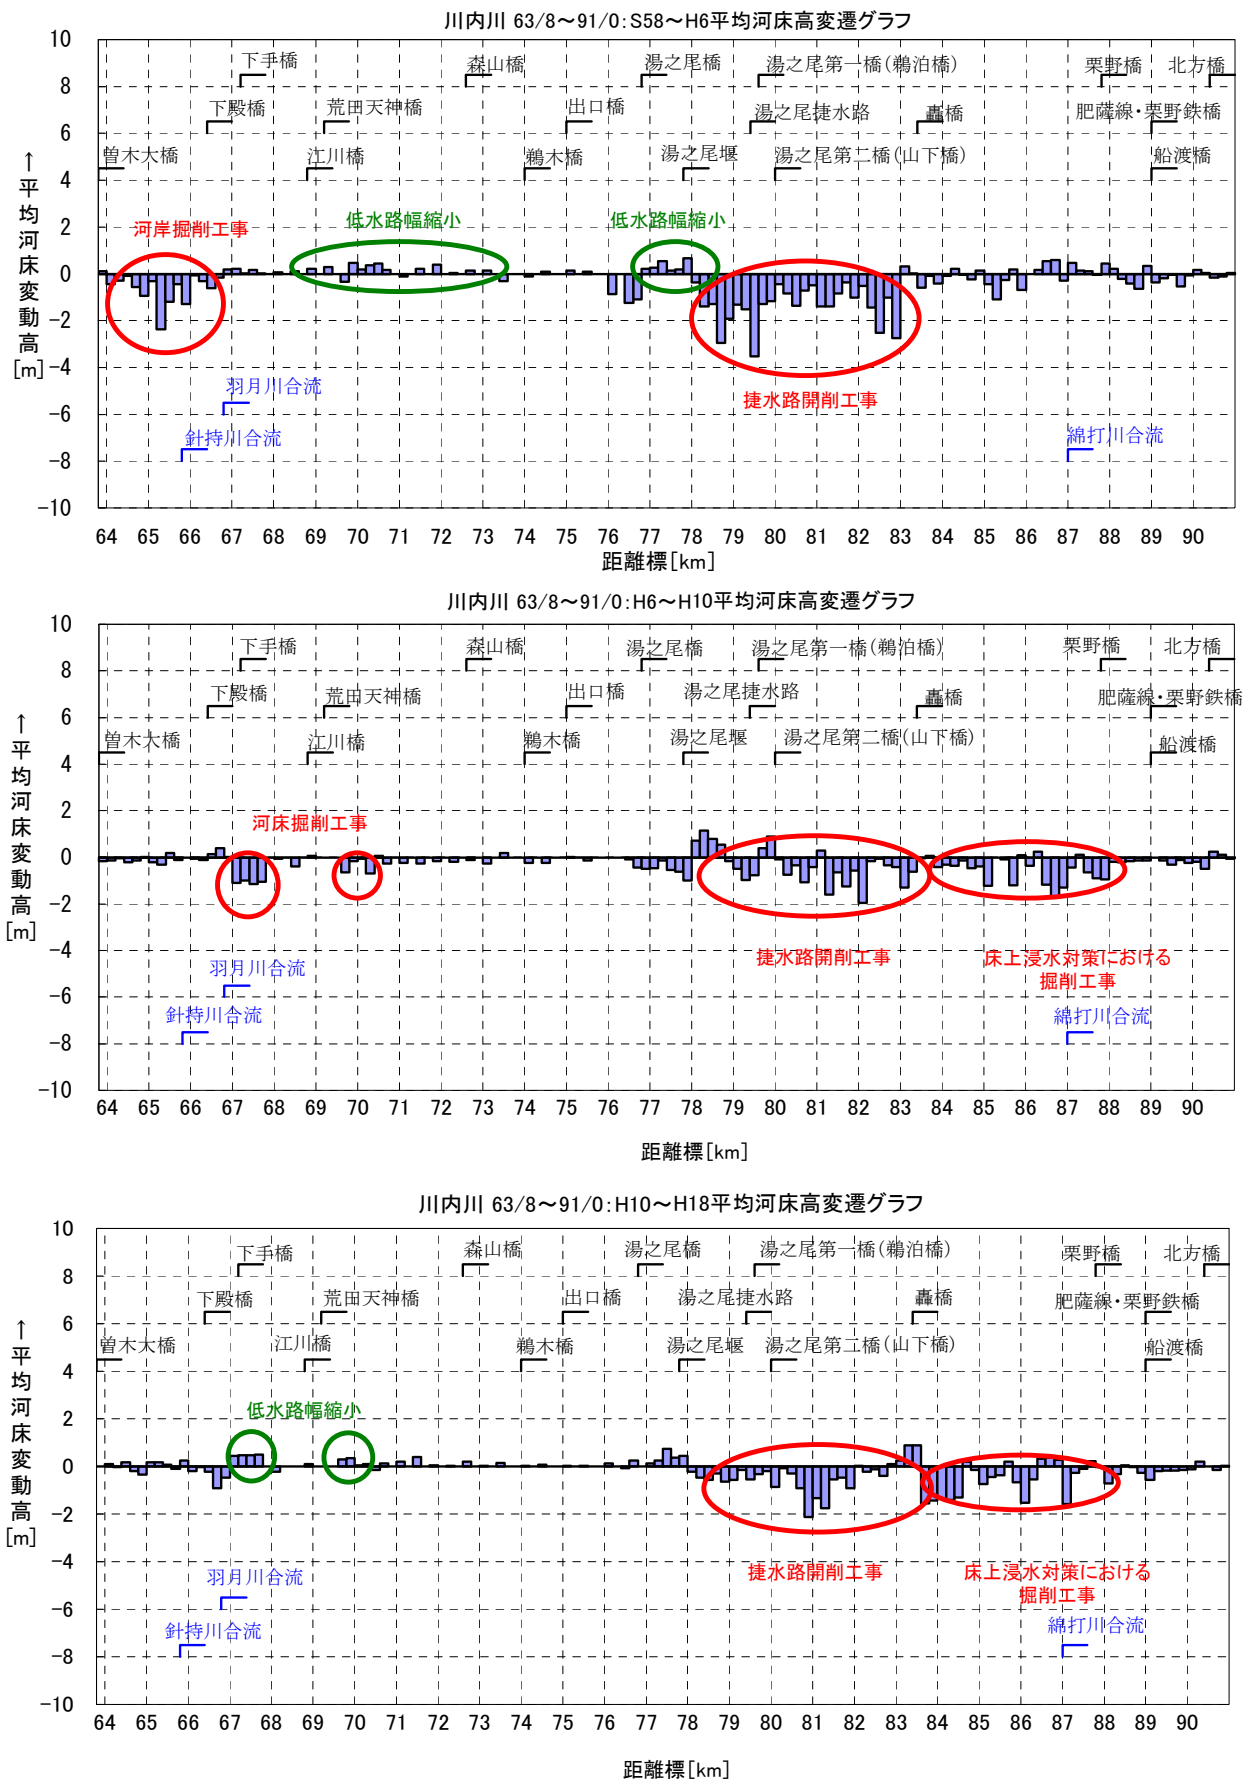 川内川 63/8～91/0:S58～H6平均河床高変遷グラフ
10
8
6
4
2
0
-2
-4
-6
-8
-10
↑平均河床変動高[m]
下手橋
森山橋
湯之尾橋
湯之尾第一橋(鵜泊橋)
栗野橋
北方橋
下殿橋
荒田天神橋
出口橋
湯之尾捷水路
轟橋
肥薩線・栗野鉄橋
曽木大橋
江川橋
鵜木橋
湯之尾堰
湯之尾第二橋(山下橋)
船渡橋
河岸掘削工事
低水路幅縮小
低水路幅縮小
捷水路開削工事
羽月川合流
針持川合流
綿打川合流
64 65 66 67 68 69 70 71 72 73 74 75 76 77 78 79 80 81 82 83 84 85 86 87 88 89 90
距離標[km]
川内川 63/8～91/0:H6～H10平均河床高変遷グラフ
10
8
6
4
2
0
-2
-4
-6
-8
-10
↑平均河床変動高[m]
下手橋
森山橋
湯之尾橋
湯之尾第一橋(鵜泊橋)
栗野橋
北方橋
下殿橋
荒田天神橋
出口橋
湯之尾捷水路
轟橋
肥薩線・栗野鉄橋
曽木大橋
江川橋
鵜木橋
湯之尾堰
湯之尾第二橋(山下橋)
船渡橋
河床掘削工事
捷水路開削工事
床上浸水対策における
掘削工事
羽月川合流
針持川合流
綿打川合流
64 65 66 67 68 69 70 71 72 73 74 75 76 77 78 79 80 81 82 83 84 85 86 87 88 89 90
距離標[km]
川内川 63/8～91/0:H10～H18平均河床高変遷グラフ
10
8
6
4
2
0
-2
-4
-6
-8
-10
↑平均河床変動高[m]
下手橋
森山橋
湯之尾橋
湯之尾第一橋(鵜泊橋)
栗野橋
北方橋
下殿橋
荒田天神橋
出口橋
湯之尾捷水路
轟橋
肥薩線・栗野鉄橋
曽木大橋
江川橋
鵜木橋
湯之尾堰
湯之尾第二橋(山下橋)
船渡橋
低水路幅縮小
捷水路開削工事
床上浸水対策における
掘削工事
羽月川合流
針持川合流
綿打川合流
64 65 66 67 68 69 70 71 72 73 74 75 76 77 78 79 80 81 82 83 84 85 86 87 88 89 90
距離標[km]